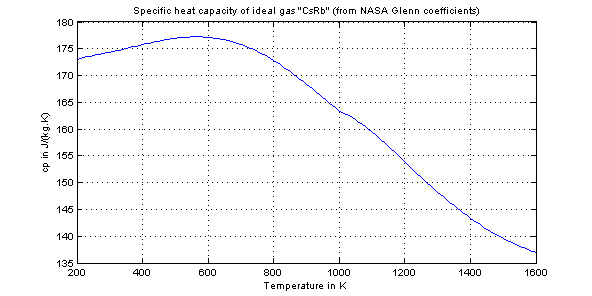 Specific heat capacity of ideal gas "CsRb" (from NASA Glenn coefficients)
180
175
170
165
160
155
150
145
140
135
cp in J/(kg.K)
200 400 600 800 1000 1200 1400 1600
Temperature in K